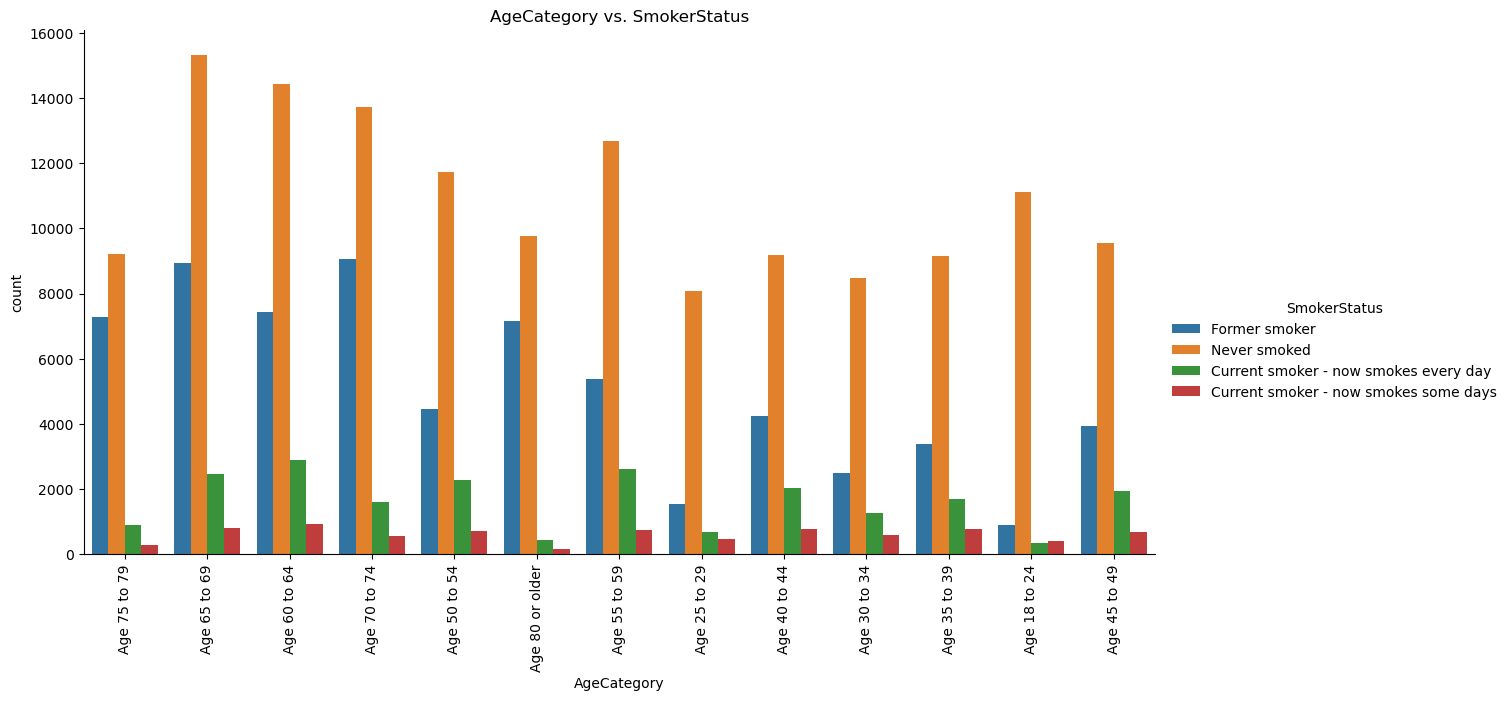 AgeCategory vs. SmokerStatus
16000
14000
12000
10000
8000
6000
4000
2000
0
count
Age 75 to 79
Age 65 to 69
Age 60 to 64
Age 70 to 74
Age 50 to 54
Age 80 or older
Age 55 to 59
Age 25 to 29
Age 40 to 44
Age 30 to 34
Age 35 to 39
Age 18 to 24
Age 45 to 49
AgeCategory
SmokerStatus
Former smoker
Never smoked
Current smoker - now smokes every day
Current smoker - now smokes some days